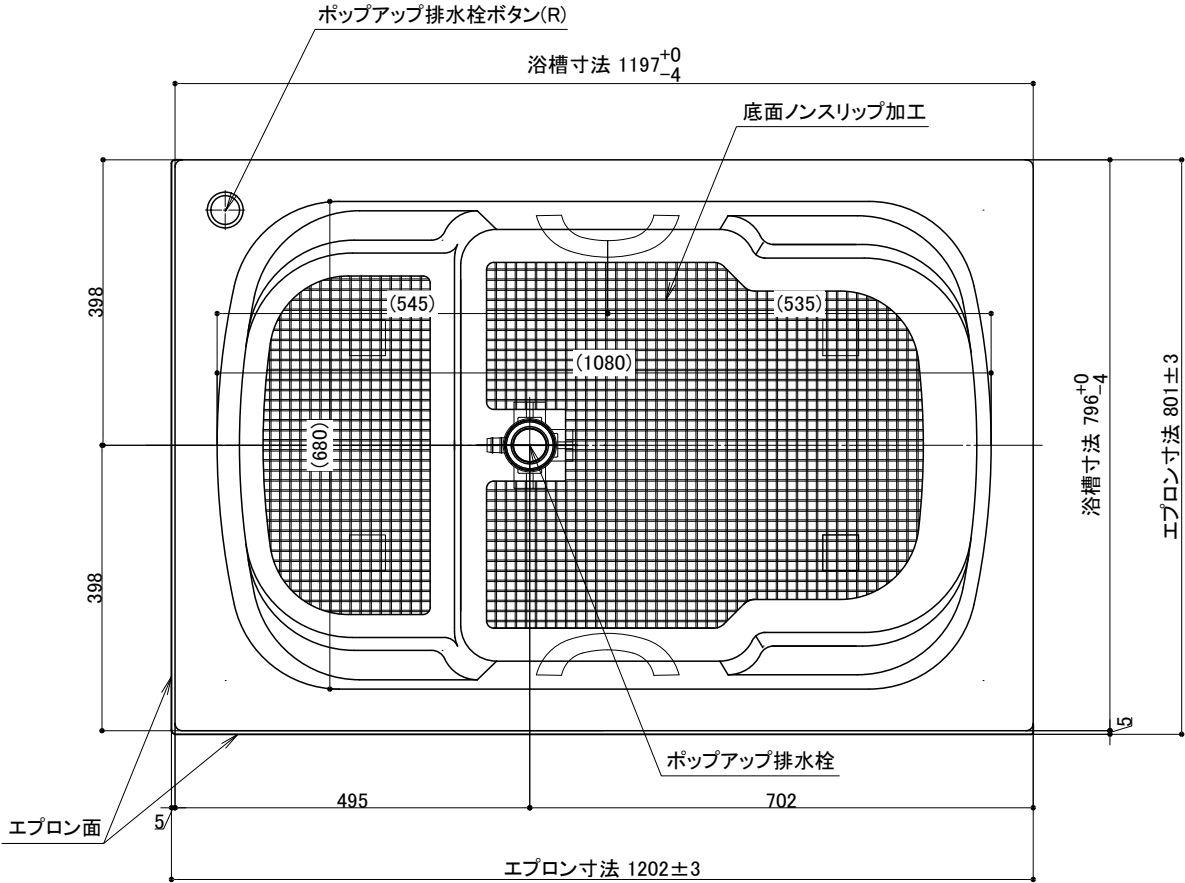 ポップアップ排水栓ボタン(R)
浴槽寸法 1197 +0 -4
底面ノンスリップ加工
398
(545)
(535)
(1080)
(680)
浴槽寸法 796 +0 -4
エプロン寸法 801±3
398
5
ポップアップ排水栓
495
702
5
エプロン面
エプロン寸法 1202±3